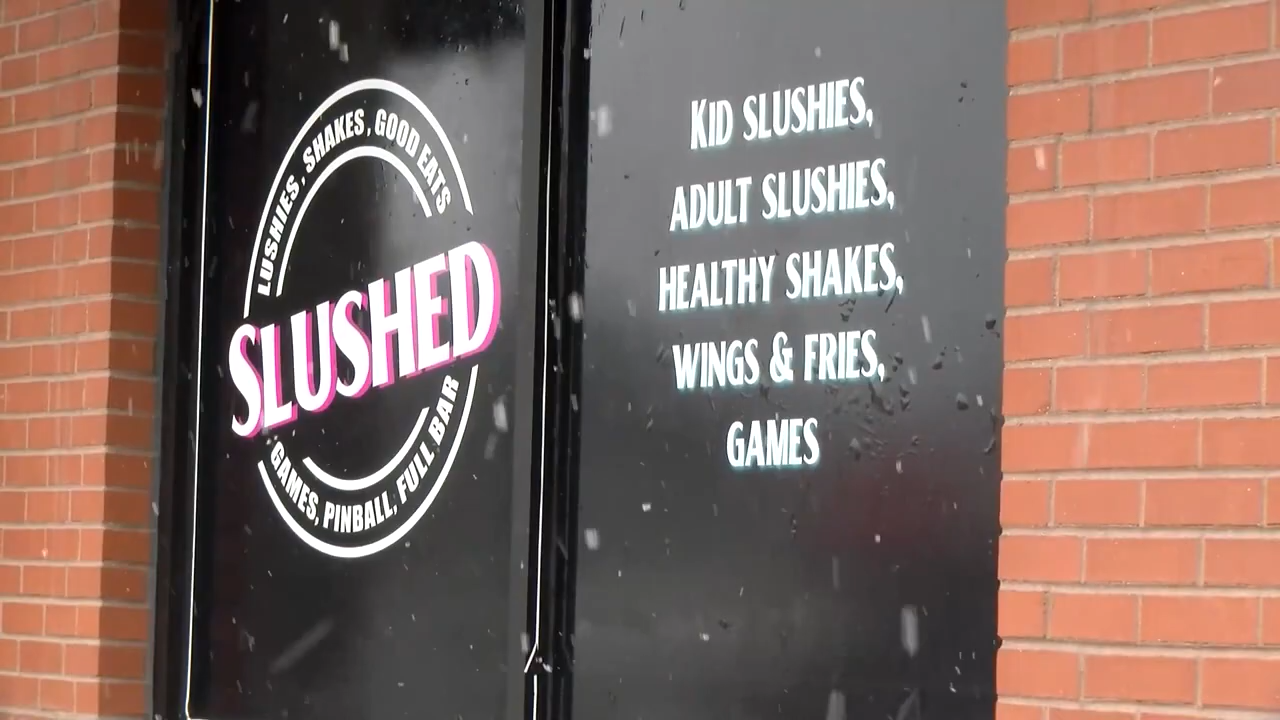 LUSHIES, SHAKES, GOOD EATS
SLUSHED
GAMES, PINBALL, FULL BAR
KID SLUSHIES,
ADULT SLUSHIES,
HEALTHY SHAKES,
WINGS & FRIES,
GAMES